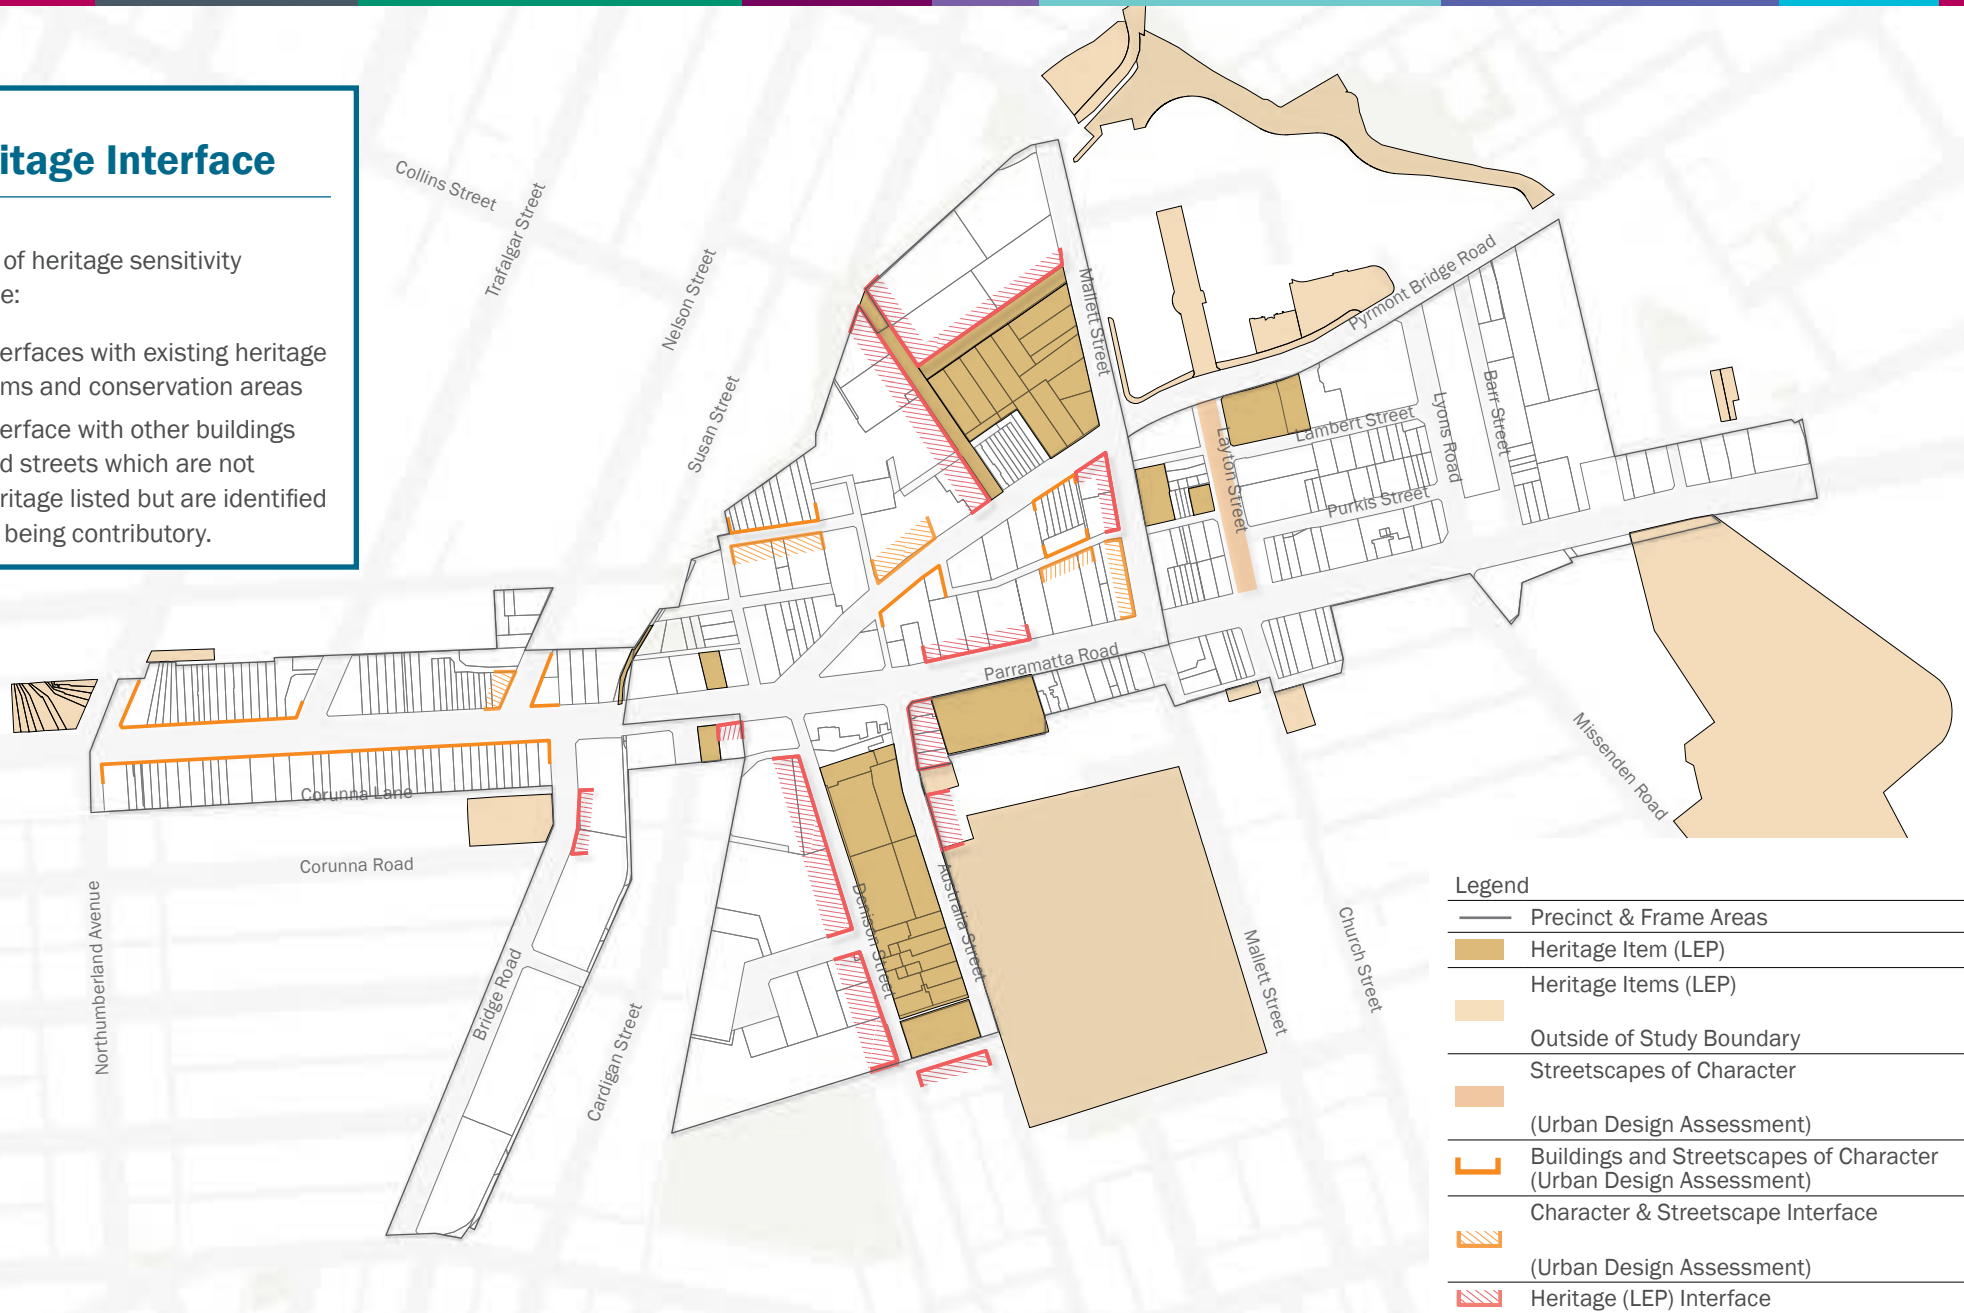 itage Interface
of heritage sensitivity
e:
erfaces with existing heritage
ms and conservation areas
erface with other buildings
d streets which are not
ritage listed but are identified
being contributory.
Collins Street
Trafalgar Street
Nelson Street
Susan Street
Mallett Street
Pyrmont Bridge Road
Layton Street
Lambert Street
Lyons Road
Barr Street
Purkis Street
Parramatta Road
Missenden Road
Corunna Lane
Corunna Road
Northumberland Avenue
Bridge Road
Cardigan Street
Denison Street
Australia Street
Mallett Street
Church Street
Legend
Precinct & Frame Areas
Heritage Item (LEP)
Heritage Items (LEP)
Outside of Study Boundary
Streetscapes of Character
(Urban Design Assessment)
Buildings and Streetscapes of Character
(Urban Design Assessment)
Character & Streetscape Interface
(Urban Design Assessment)
Heritage (LEP) Interface